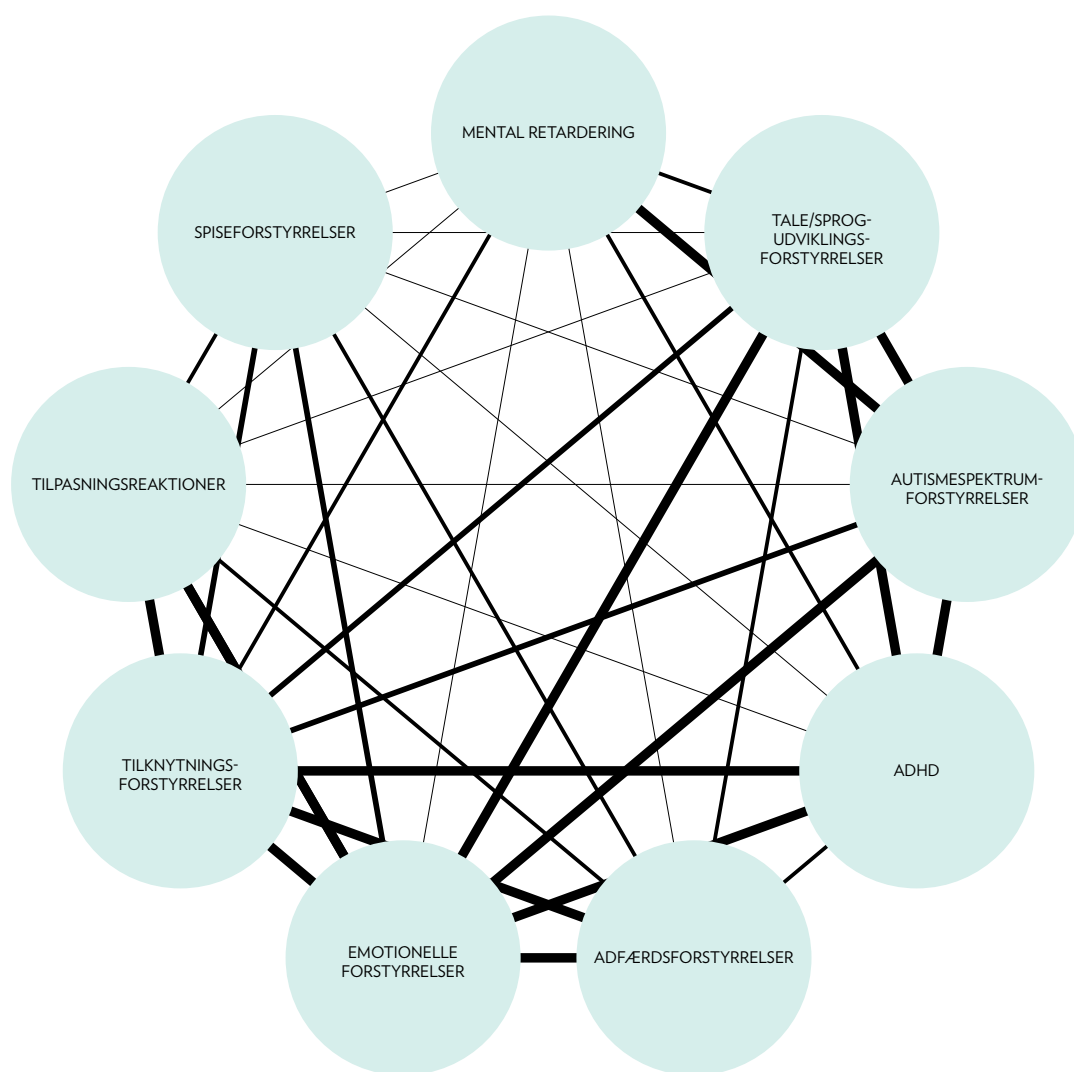 MENTAL RETARDERING
SPISEFORSTYRRELSER
TALE/SPROG-
UDVIKLINGS-
FORSTYRRELSER
TILPASNINGSREAKTIONER
AUTISMESPEKTRUM-
FORSTYRRELSER
TILKNYTNINGS-
FORSTYRRELSER
ADHD
EMOTIONELLE
FORSTYRRELSER
ADFÆRDSFORSTYRRELSER